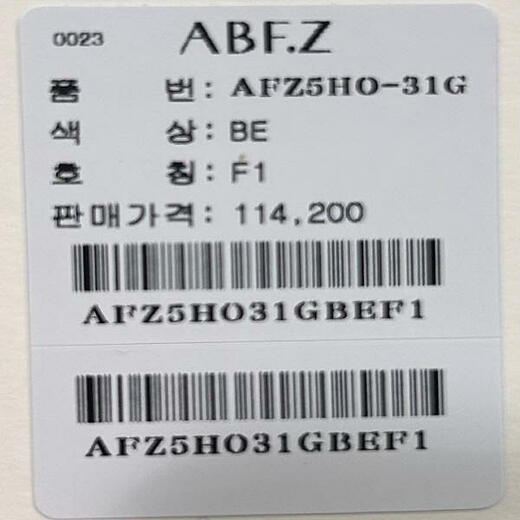 0023 ABF.Z
품 번: AFZ5HO-31G
색 상: BE
호 칭: F1
판매가격: 114,200
AFZ5HO31GBEF1
AFZ5HO31GBEF1